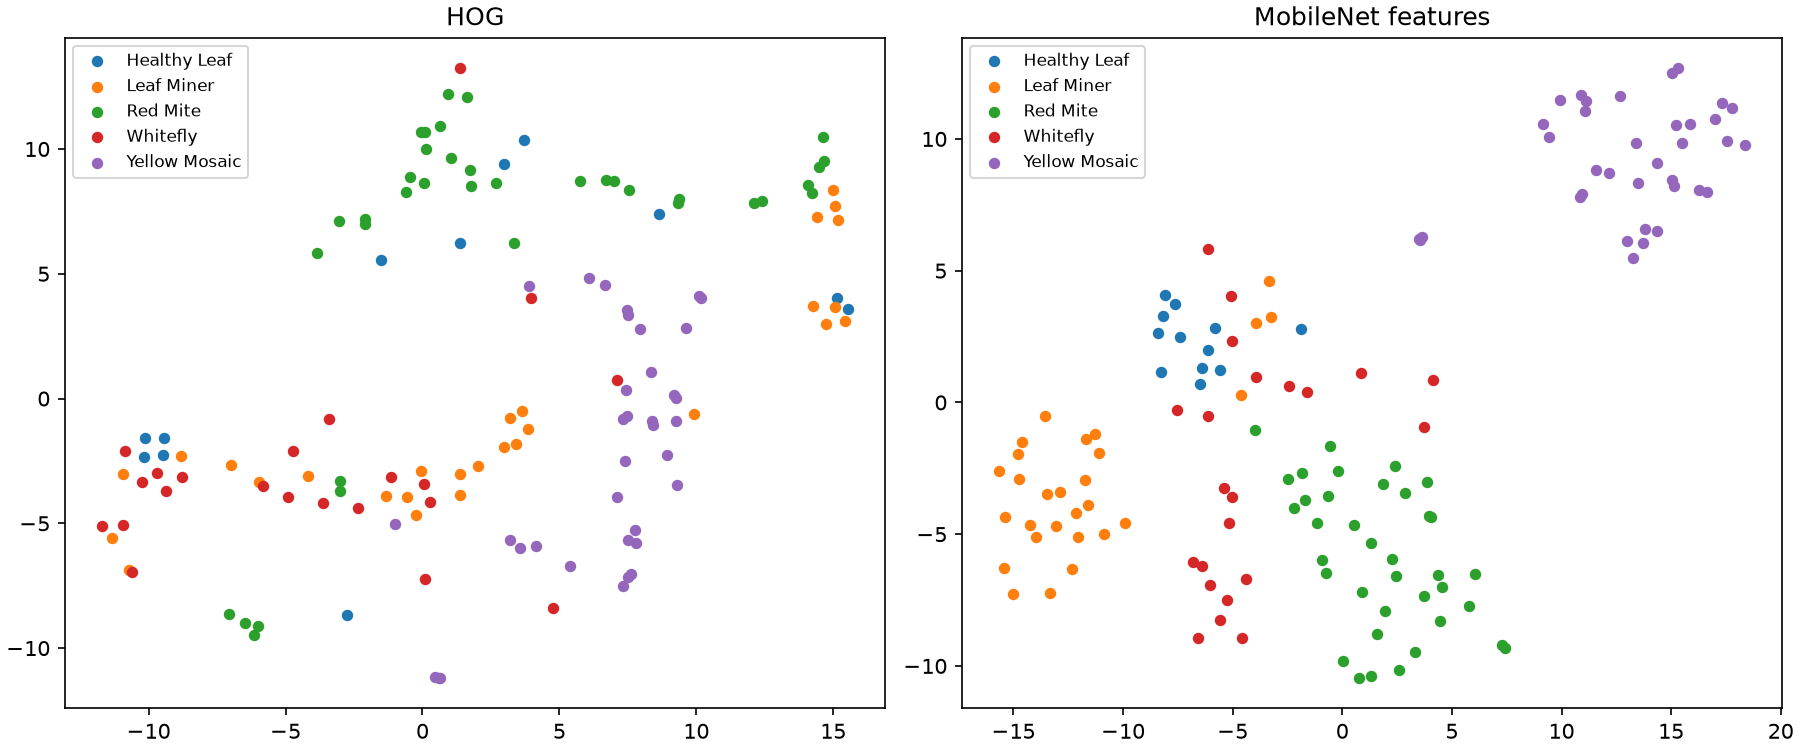 HOG
Healthy Leaf
Leaf Miner
Red Mite
Whitefly
Yellow Mosaic
10
5
0
−5
−10
−10
−5
0
5
10
15
MobileNet features
Healthy Leaf
Leaf Miner
Red Mite
Whitefly
Yellow Mosaic
10
5
0
−5
−10
−15
−10
−5
0
5
10
15
20